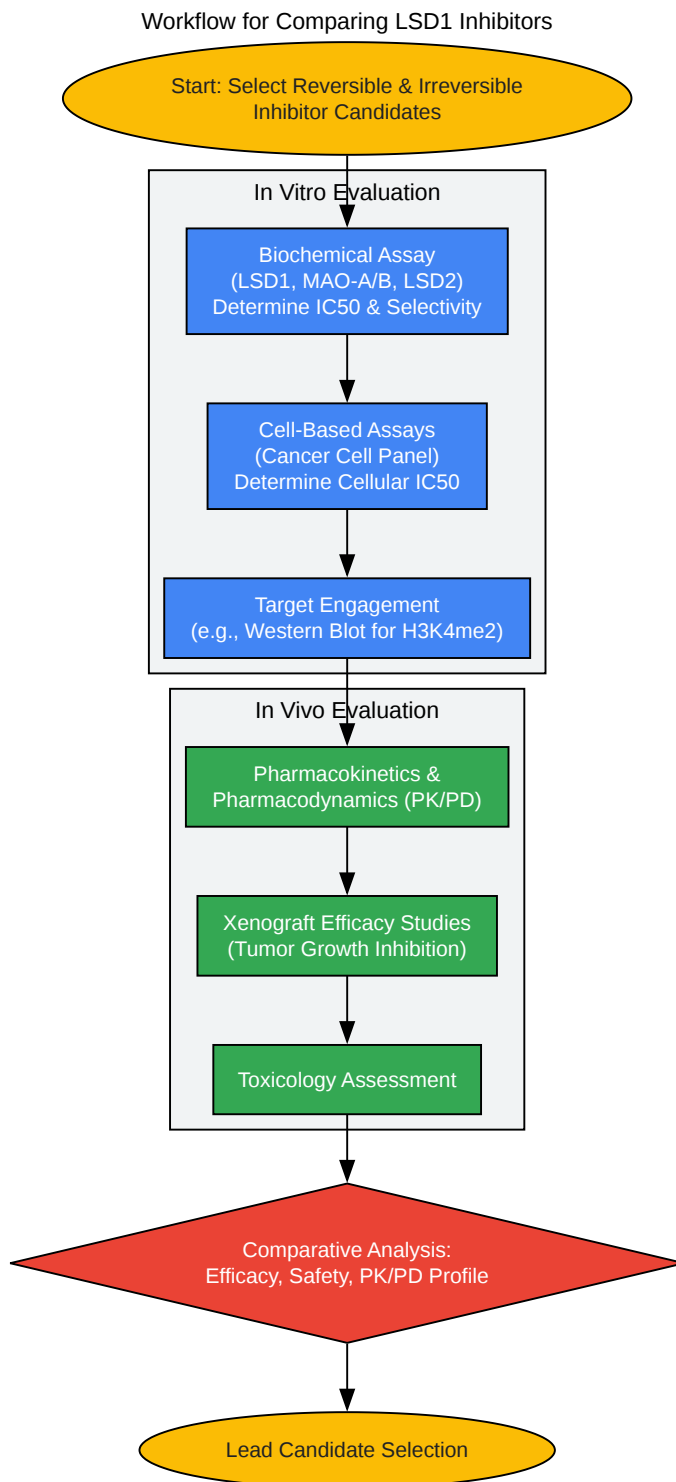 Workflow for Comparing LSD1 Inhibitors
Start: Select Reversible & Irreversible
Inhibitor Candidates
In Vitro Evaluation
Biochemical Assay
(LSD1, MAO-A/B, LSD2)
Determine IC50 & Selectivity
Cell-Based Assays
(Cancer Cell Panel)
Determine Cellular IC50
Target Engagement
(e.g., Western Blot for H3K4me2)
In Vivo Evaluation
Pharmacokinetics &
Pharmacodynamics (PK/PD)
Xenograft Efficacy Studies
(Tumor Growth Inhibition)
Toxicology Assessment
Comparative Analysis:
Efficacy, Safety, PK/PD Profile
Lead Candidate Selection